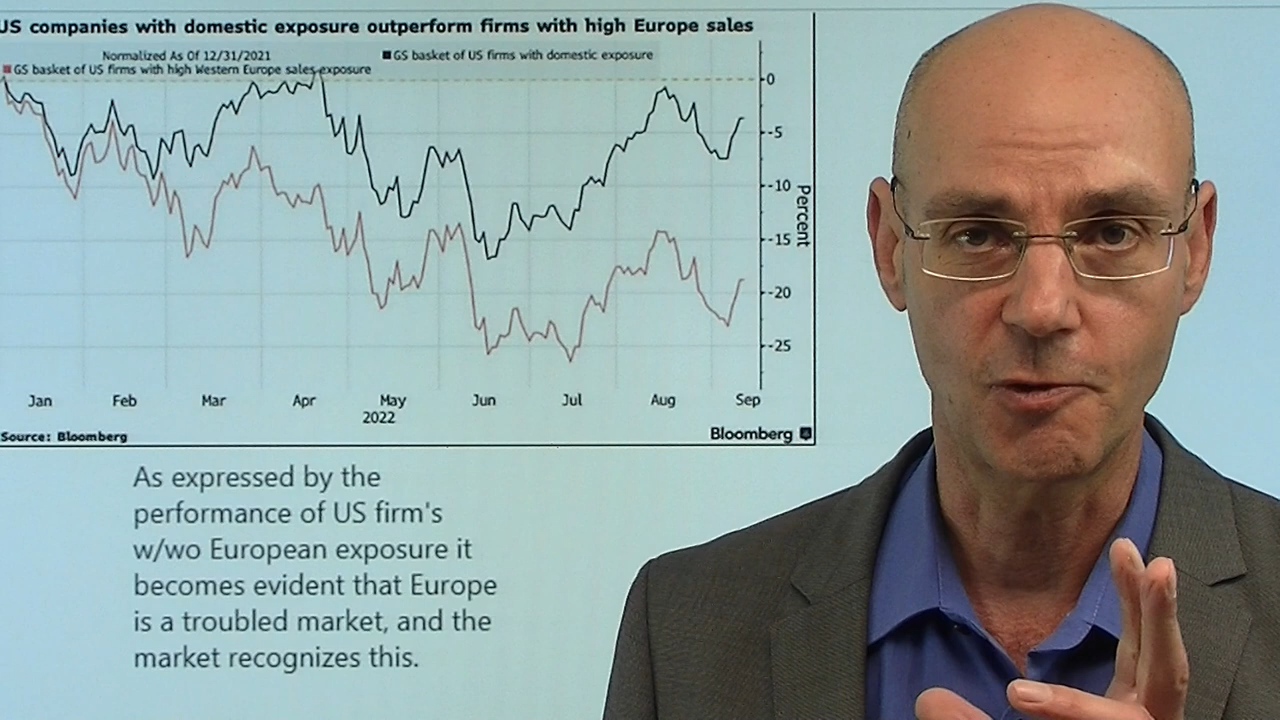 US companies with domestic exposure outperform firms with high Europe sales
Normalized As Of 12/31/2021
GS basket of US firms with domestic exposure
GS basket of US firms with high Western Europe sales exposure
0
-5
-10
-15
-20
-25
Percent
Jan Feb Mar Apr May Jun Jul Aug Sep
2022
Source: Bloomberg
Bloomberg
As expressed by the
performance of US firm's
w/wo European exposure it
becomes evident that Europe
is a troubled market, and the
market recognizes this.